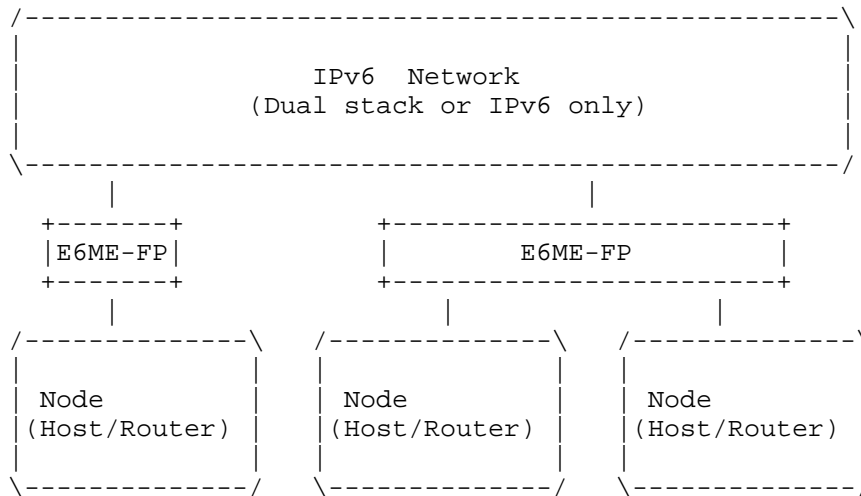 IPv6 Network
(Dual stack or IPv6 only)
E6ME-FP E6ME-FP
Node Node Node
(Host/Router) (Host/Router) (Host/Router)